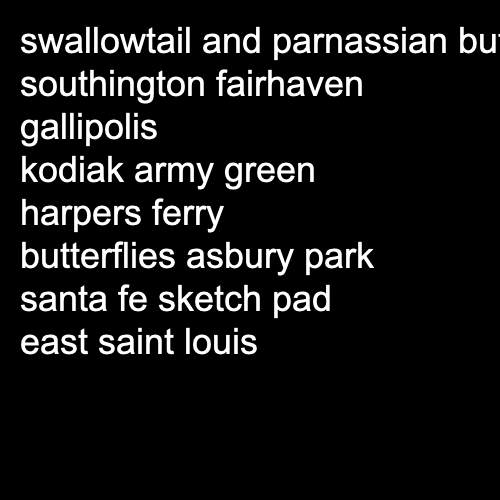 swallowtail and parnassian
southington fairhaven
gallipolis
kodiak army green
harpers ferry
butterflies asbury park
santa fe sketch pad
east saint louis